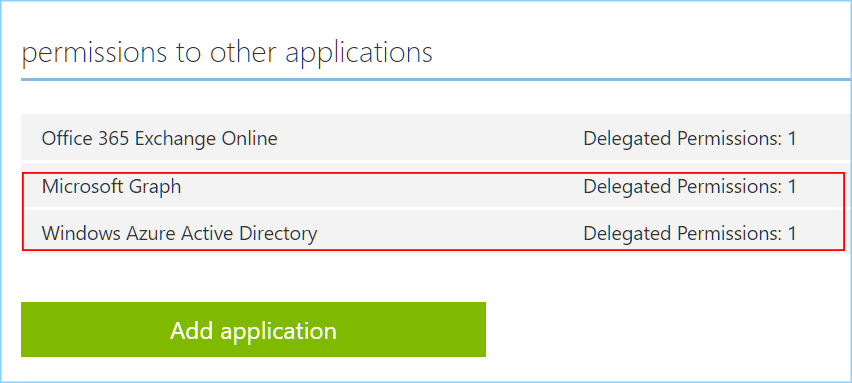 permissions to other applications
Office 365 Exchange Online Delegated Permissions: 1
Microsoft Graph Delegated Permissions: 1
Windows Azure Active Directory Delegated Permissions: 1
Add application